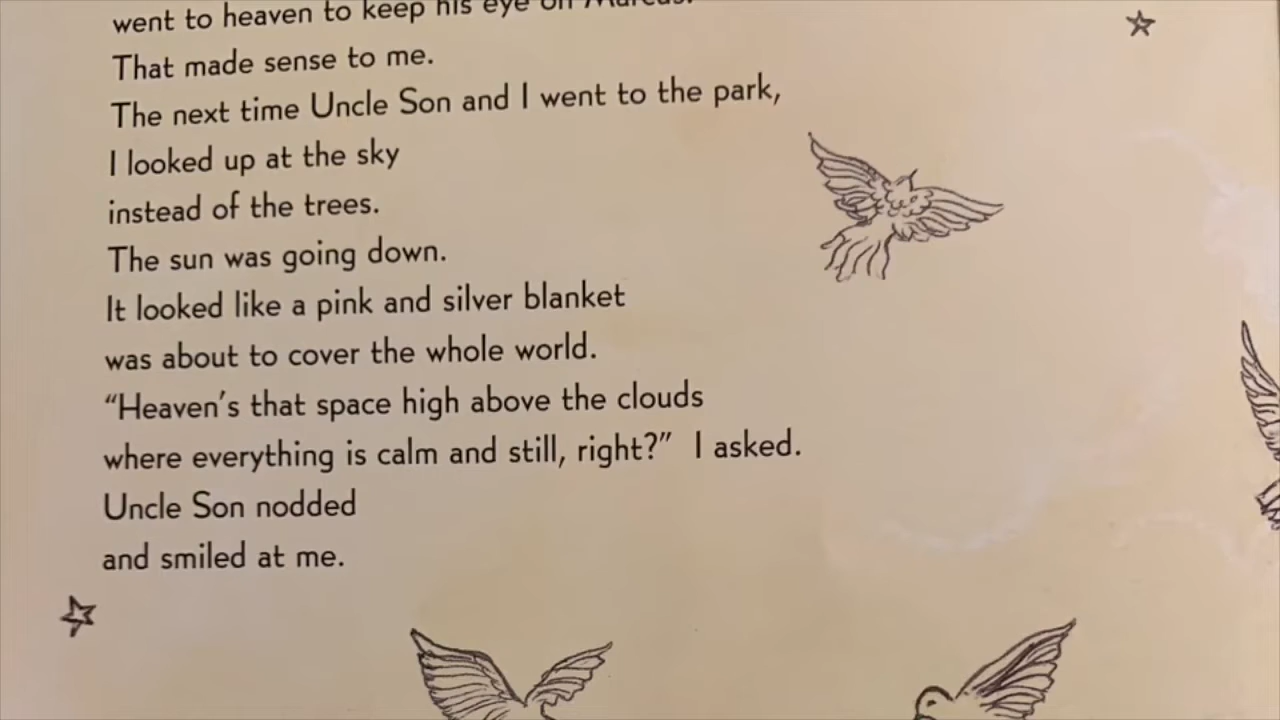 went to heaven to keep his eye on Marcus.
That made sense to me.
The next time Uncle Son and I went to the park,
I looked up at the sky
instead of the trees.
The sun was going down.
It looked like a pink and silver blanket
was about to cover the whole world.
“Heaven’s that space high above the clouds
where everything is calm and still, right?” I asked.
Uncle Son nodded
and smiled at me.